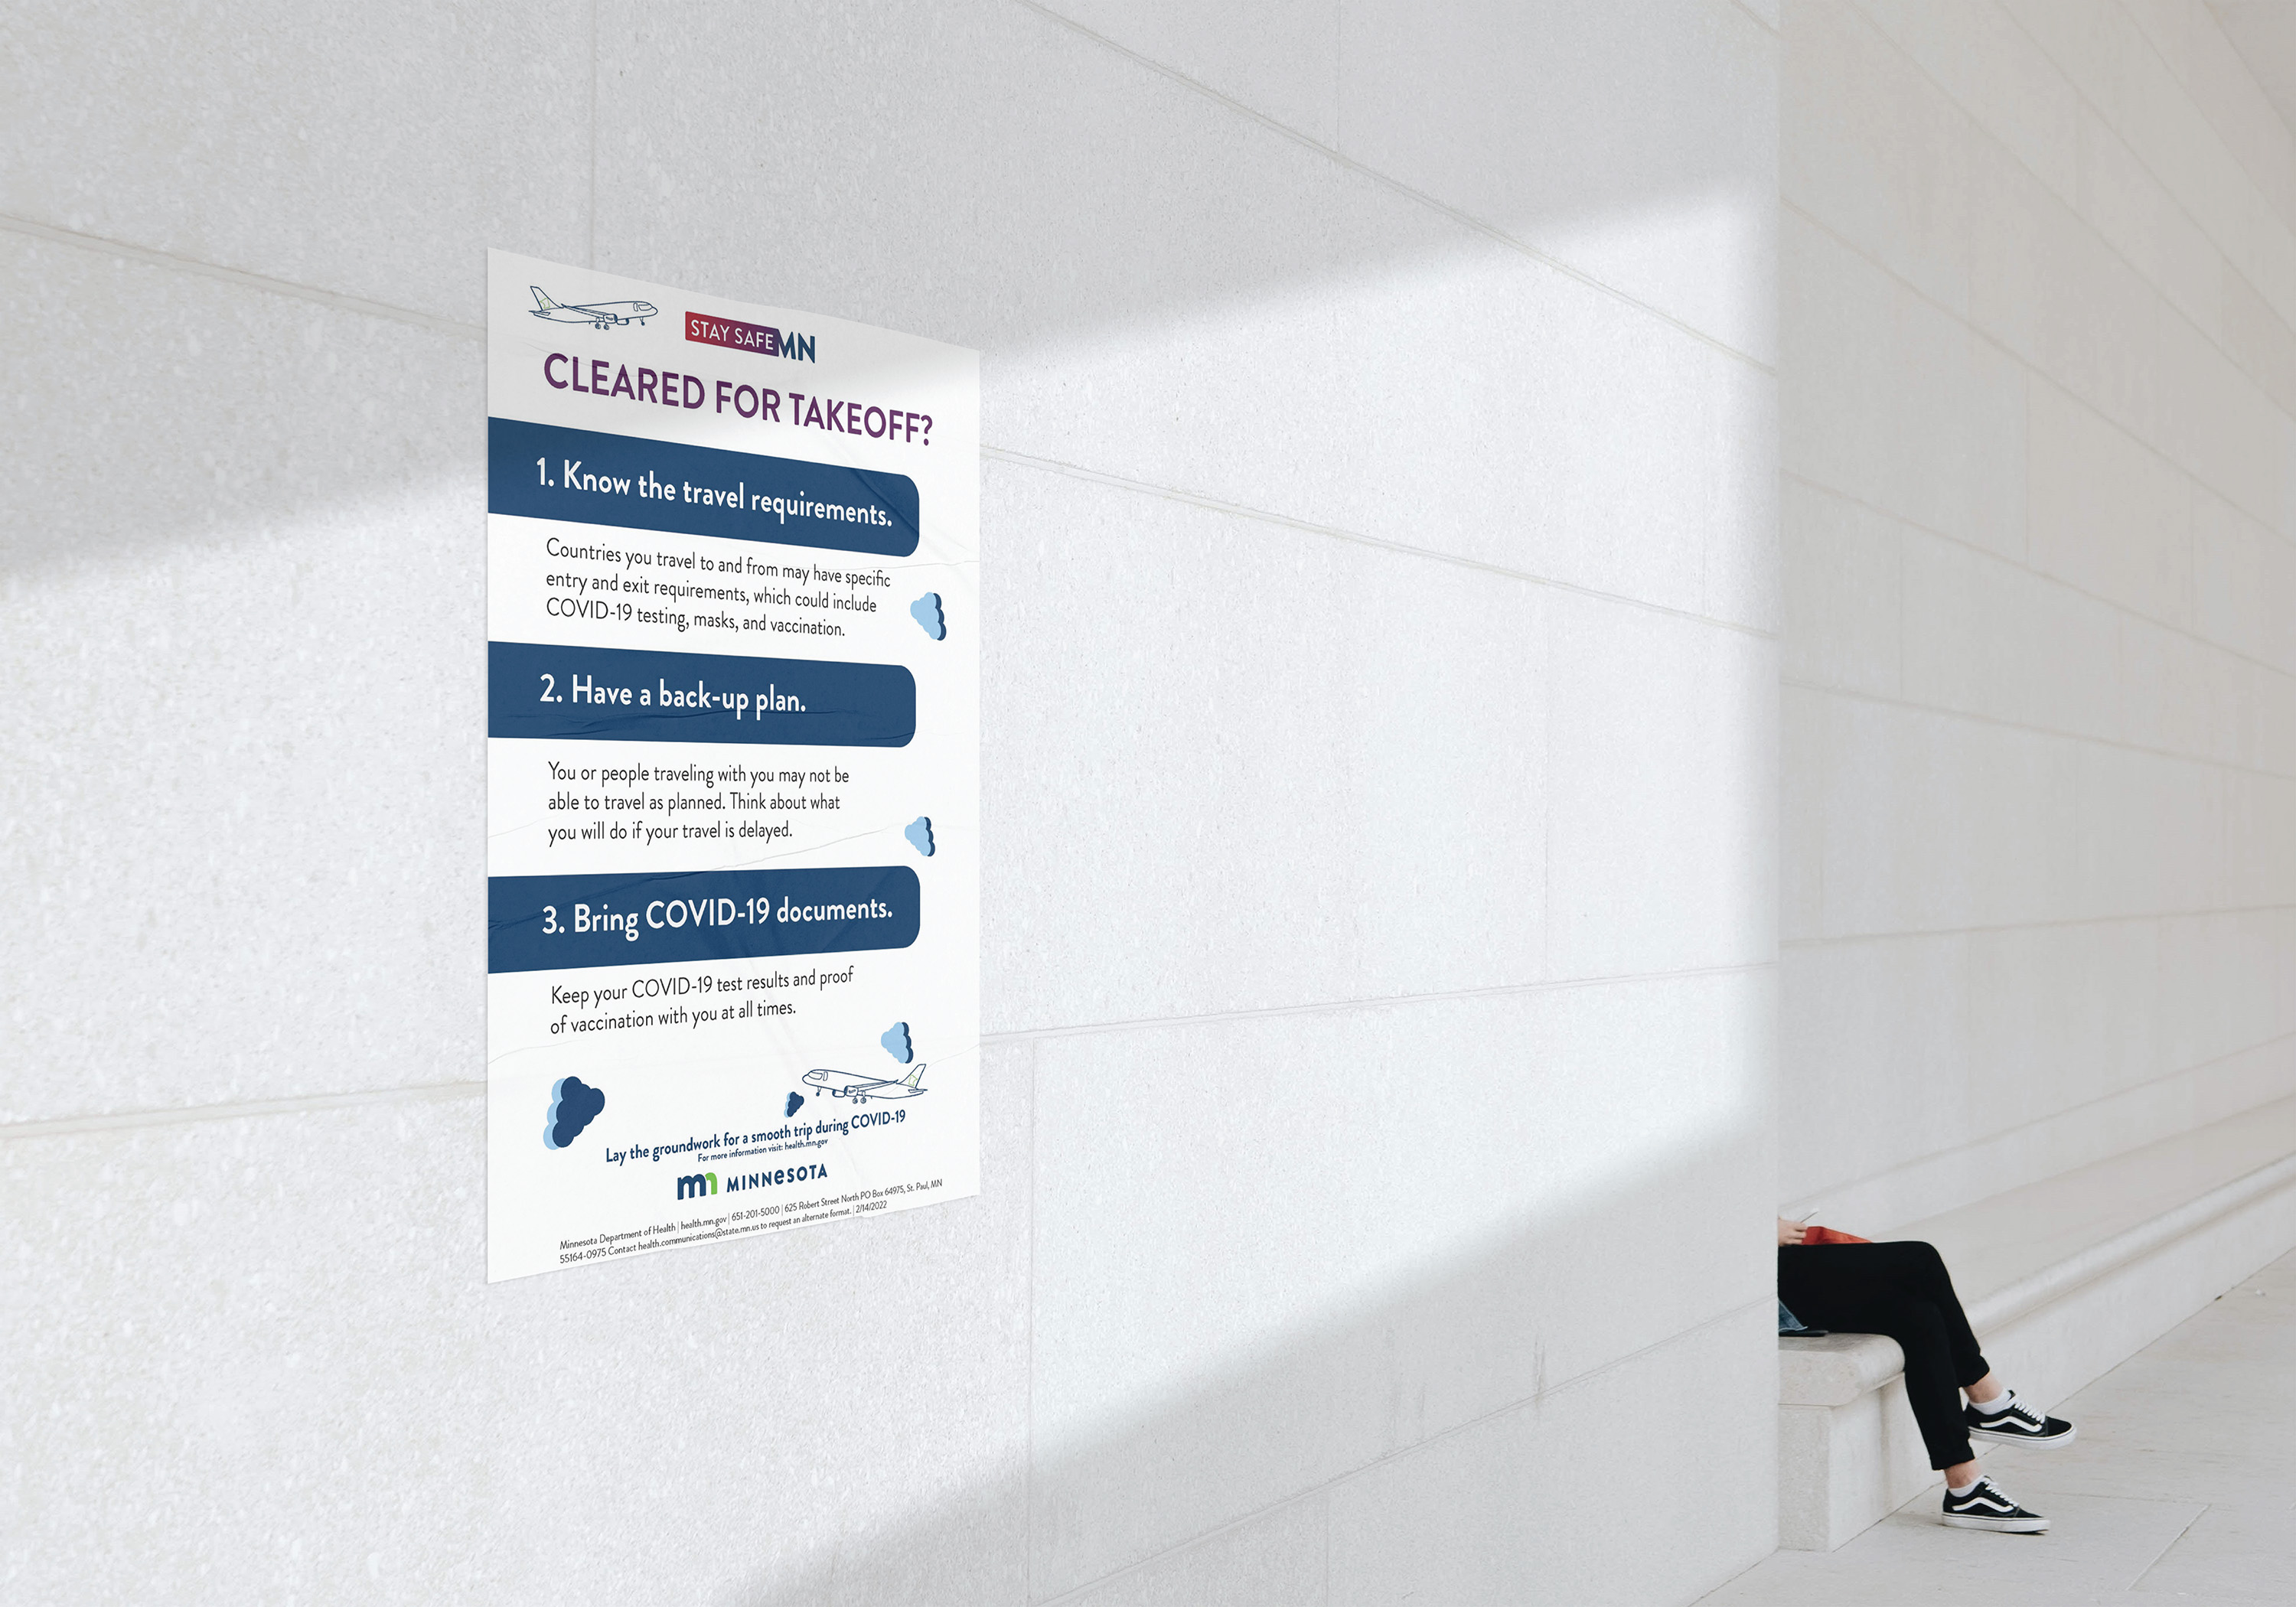 STAY SAFE MN
CLEARED FOR TAKEOFF?
1. Know the travel requirements.
Countries you travel to and from may have specific
entry and exit requirements, which could include
COVID-19 testing, masks, and vaccination.
2. Have a back-up plan.
You or people traveling with you may not be
able to travel as planned. Think about what
you will do if your travel is delayed.
3. Bring COVID-19 documents.
Keep your COVID-19 test results and proof
of vaccination with you at all times.
Lay the groundwork for a smooth trip during COVID-19
For more information visit: health.mn.gov
mn MINNESOTA
Minnesota Department of Health | health.mn.gov | 651-201-5000 | 625 Robert Street North PO Box 64975, St. Paul, MN
55164-0975 Contact health.communications@state.mn.us to request an alternate format. | 2/14/2022